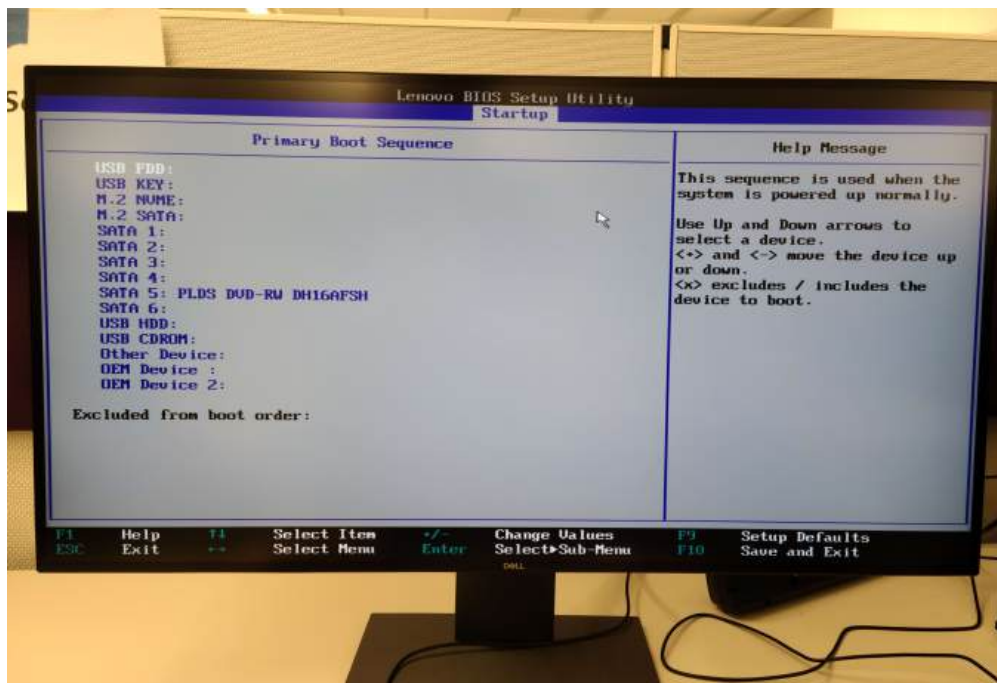 Lenovo BIOS Setup Utility
Startup
Primary Boot Sequence
USB FDD:
USB KEY:
M.2 NVME:
M.2 SATA:
SATA 1:
SATA 2:
SATA 3:
SATA 4:
SATA 5: PLDS DVD-RW DH16AFSH
SATA 6:
USB HDD:
USB CDROM:
Other Device:
OEM Device :
OEM Device 2:
Excluded from boot order:
Help Message
This sequence is used when the
system is powered up normally.
Use Up and Down arrows to
select a device.
<+> and <-> move the device up
or down.
<x> excludes / includes the
device to boot.
F1 Help ↑↓ Select Item +/- Change Values F9 Setup Defaults
ESC Exit ←→ Select Menu Enter Select▶Sub-Menu F10 Save and Exit
DELL